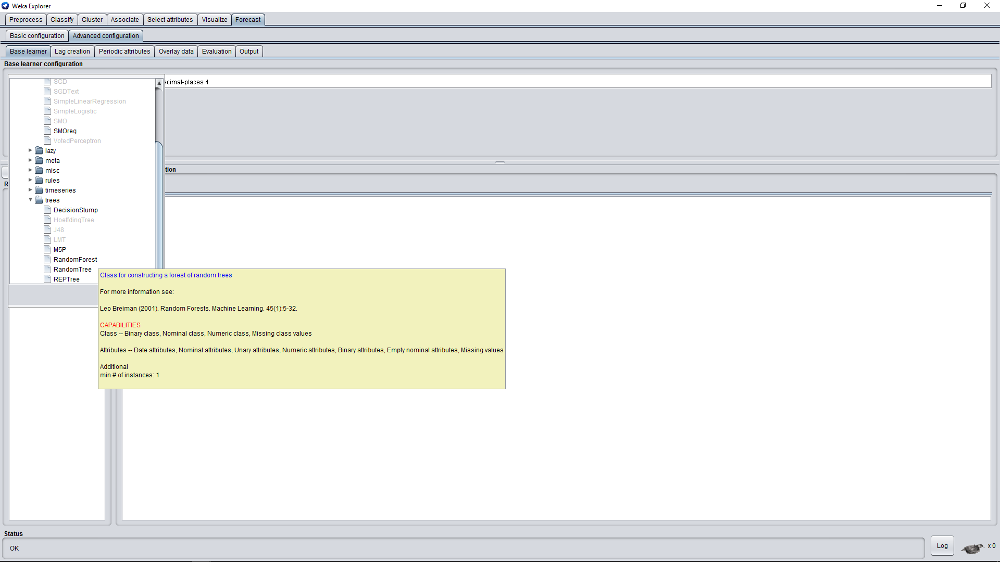 Weka Explorer
Preprocess Classify Cluster Associate Select attributes Visualize Forecast
Basic configuration Advanced configuration
Base learner Lag creation Periodic attributes Overlay data Evaluation Output
Base learner configuration
ecimal-places 4
SGD
SGDText
SimpleLinearRegression
SimpleLogistic
SMO
SMOreg
VotedPerceptron
lazy
meta
misc
tion
rules
R
timeseries
trees
DecisionStump
HoeffdingTree
J48
LMT
M5P
RandomForest
RandomTree
REPTree
Class for constructing a forest of random trees
For more information see:
Leo Breiman (2001). Random Forests. Machine Learning. 45(1):5-32.
CAPABILITIES
Class -- Binary class, Nominal class, Numeric class, Missing class values
Attributes -- Date attributes, Nominal attributes, Unary attributes, Numeric attributes, Binary attributes, Empty nominal attributes, Missing values
Additional
min # of instances: 1
Status
OK
Log
x 0